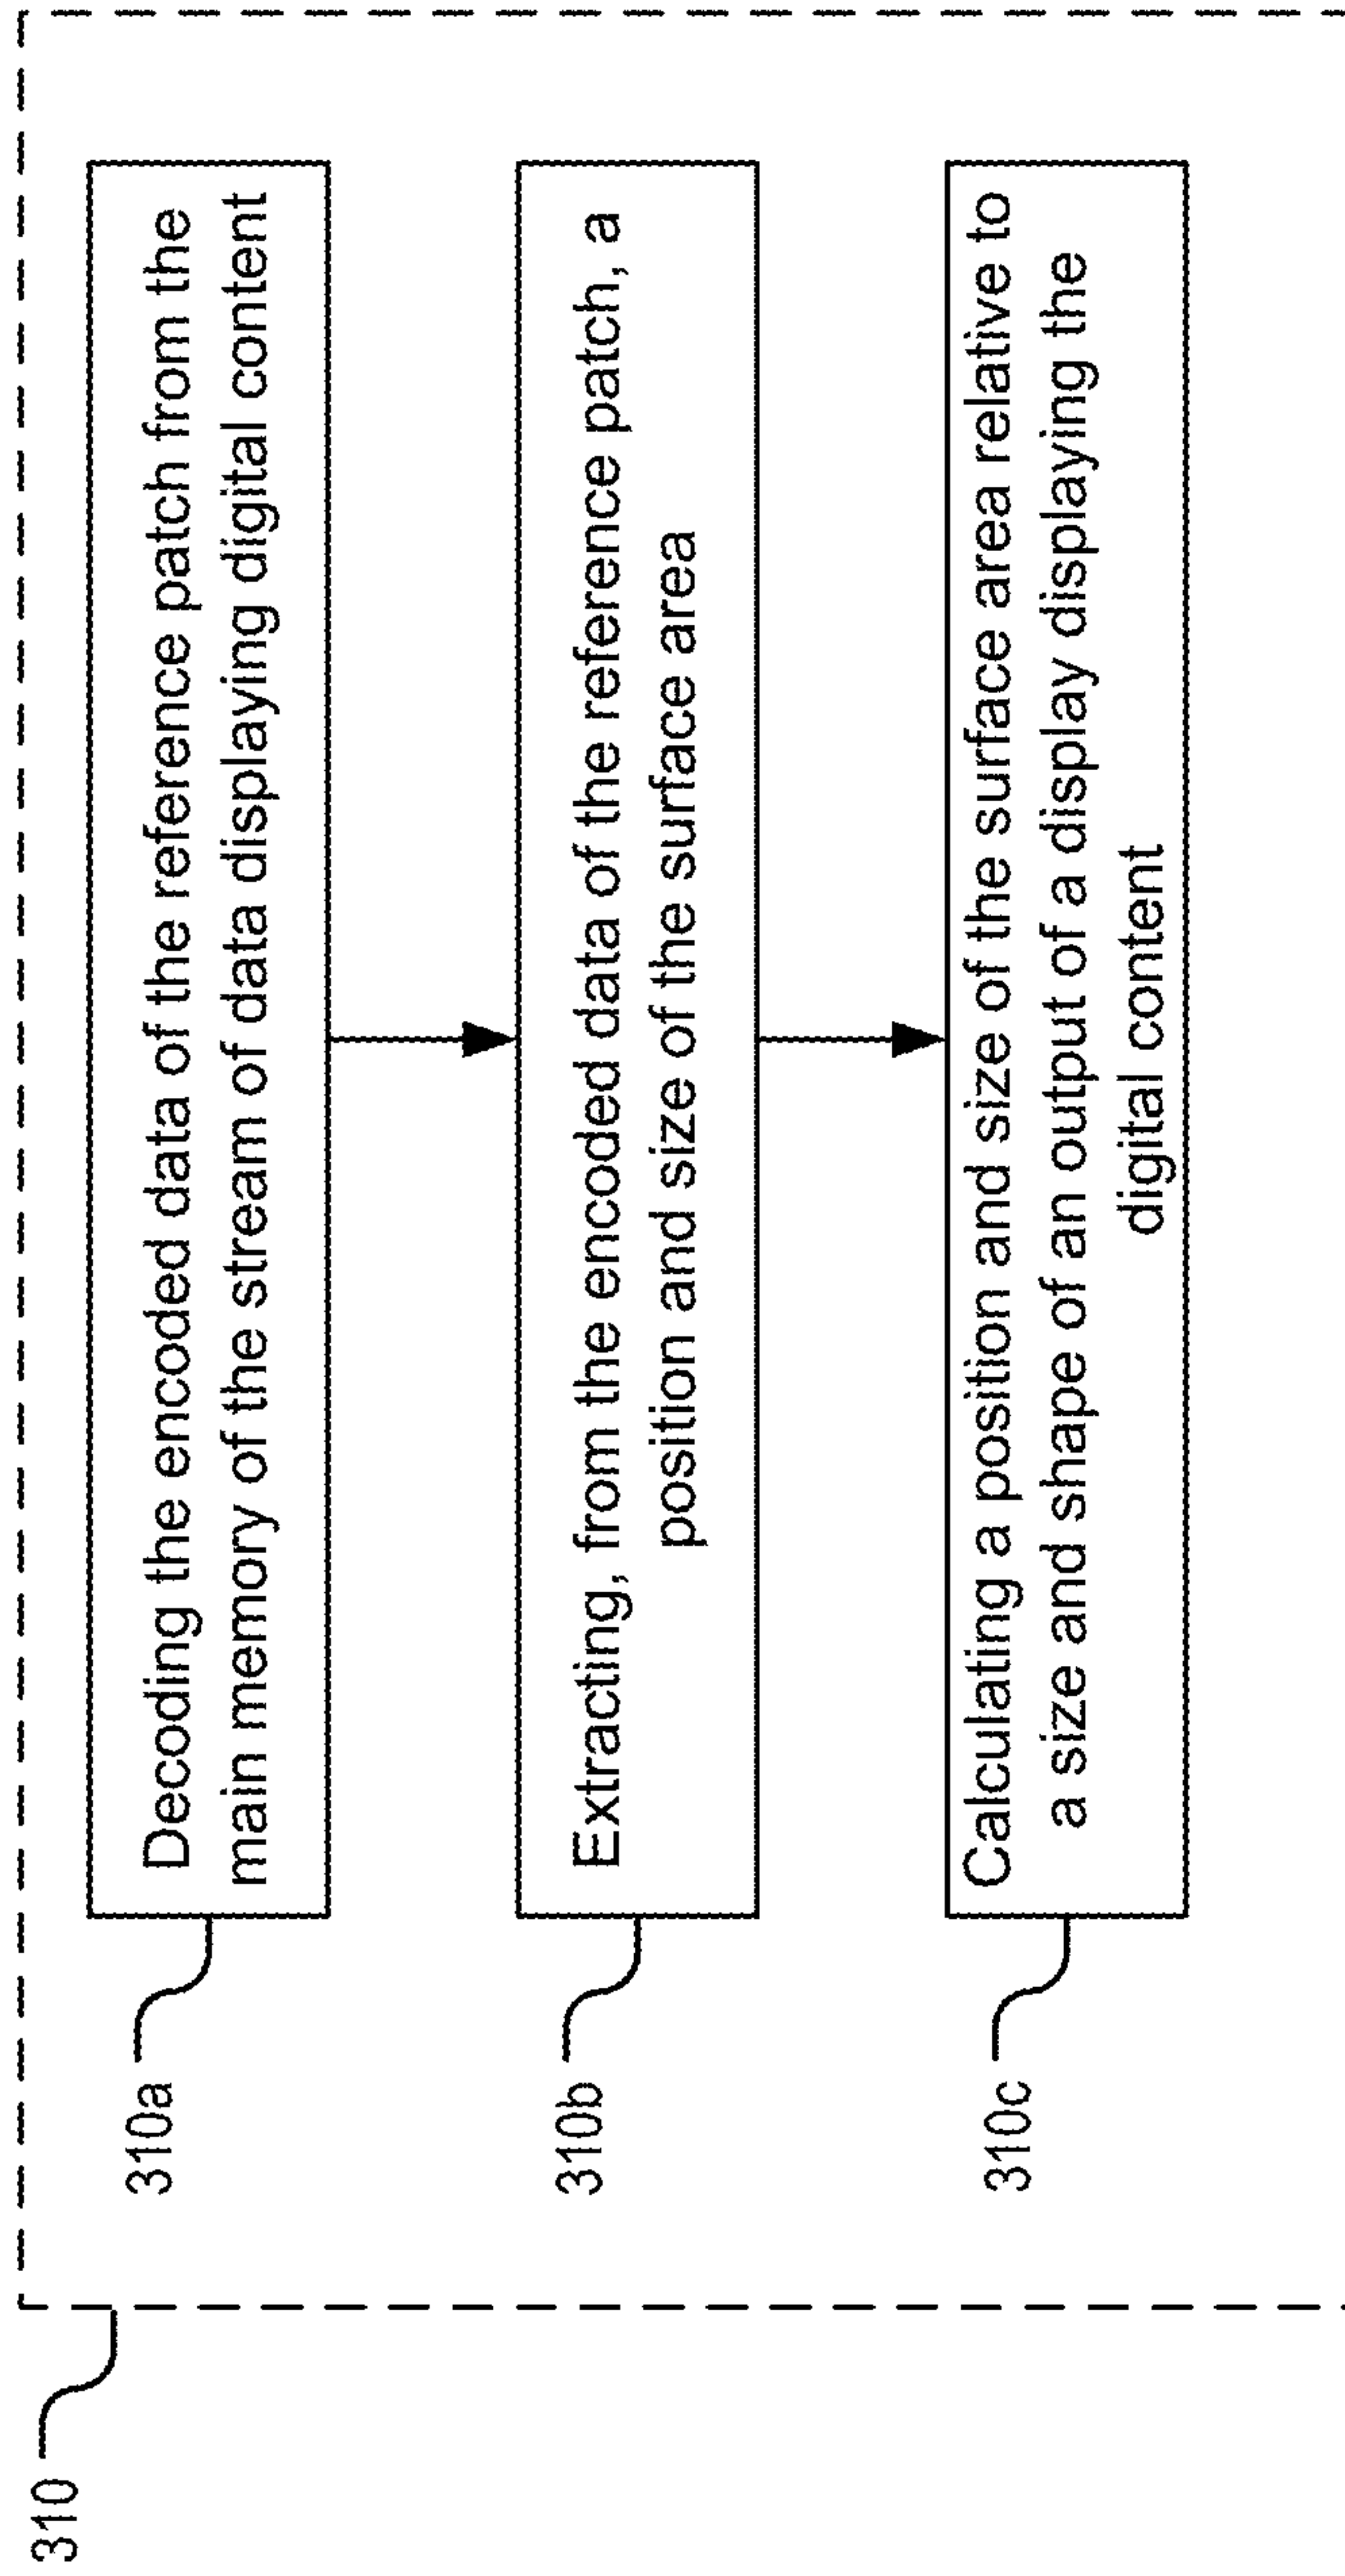 310
310a
Decoding the encoded data of the reference patch from the
main memory of the stream of data displaying digital content
310b
Extracting, from the encoded data of the reference patch, a
position and size of the surface area
310c
Calculating a position and size of the surface area relative to
a size and shape of an output of a display displaying the
digital content